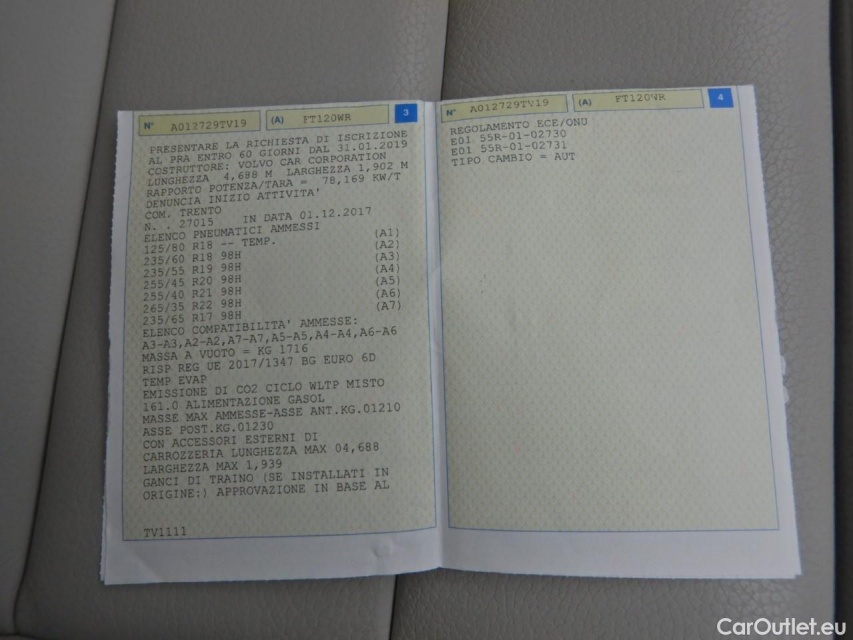 N° A012729TV19 (A) FT120WR 3
PRESENTARE LA RICHIESTA DI ISCRIZIONE
AL PRA ENTRO 60 GIORNI DAL 31.01.2019
COSTRUTTORE: VOLVO CAR CORPORATION
LUNGHEZZA 4,688 M LARGHEZZA 1,902 M
RAPPORTO POTENZA/TARA = 78,169 KW/T
DENUNCIA INIZIO ATTIVITA'
COM. TRENTO
N. . 27015 IN DATA 01.12.2017
ELENCO PNEUMATICI AMMESSI
125/80 R18 -- TEMP. (A1)
235/60 R18 98H (A2)
235/55 R19 98H (A3)
255/45 R20 98H (A4)
255/40 R21 98H (A5)
265/35 R22 98H (A6)
235/65 R17 98H (A7)
ELENCO COMPATIBILITA' AMMESSE:
A3-A3,A2-A2,A7-A7,A5-A5,A4-A4,A6-A6
MASSA A VUOTO = KG 1716
RISP REG UE 2017/1347 BG EURO 6D
TEMP EVAP
EMISSIONE DI CO2 CICLO WLTP MISTO
161.0 ALIMENTAZIONE GASOL
MASSE MAX AMMESSE-ASSE ANT.KG.01210
ASSE POST.KG.01230
CON ACCESSORI ESTERNI DI
CARROZZERIA LUNGHEZZA MAX 04,688
LARGHEZZA MAX 1,939
GANCI DI TRAINO (SE INSTALLATI IN
ORIGINE:) APPROVAZIONE IN BASE AL
TV1111
N° A012729TV19 (A) FT120WR 4
REGOLAMENTO ECE/ONU
E01 55R-01-02730
E01 55R-01-02731
TIPO CAMBIO = AUT
CarOutlet.eu